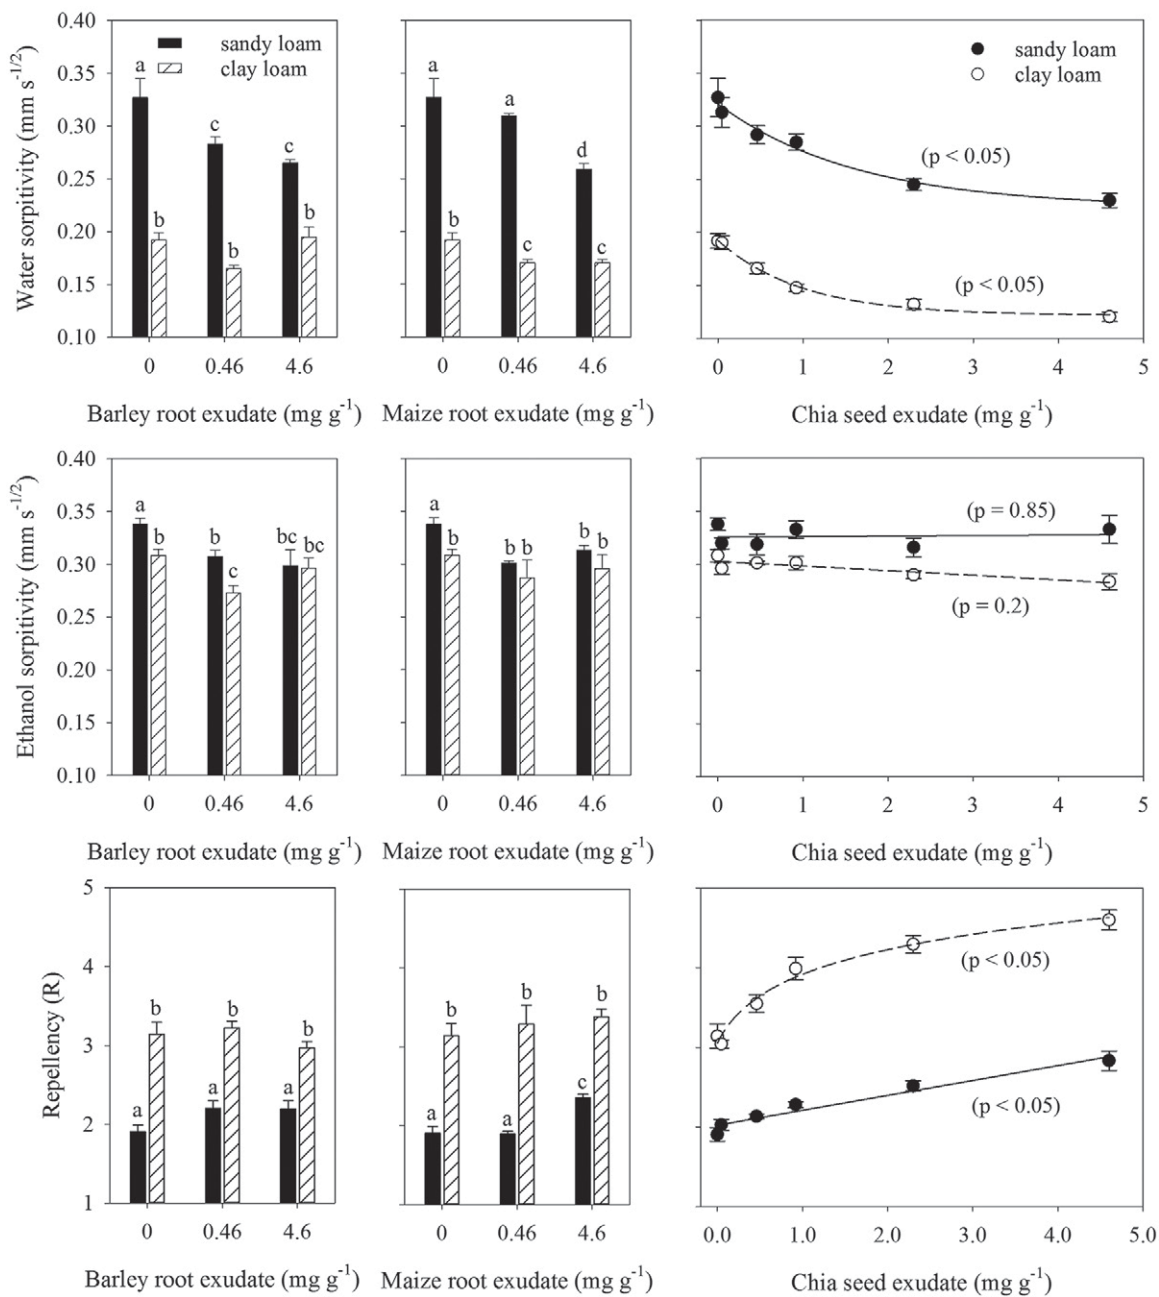 0.40
0.35
0.30
0.25
0.20
0.15
0.10
Water sorpitivity (mm s-1/2)
sandy loam
clay loam
a
b
c
b
c
b
0 0.46 4.6
Barley root exudate (mg g-1)
a
b
a
c
d
c
0 0.46 4.6
Maize root exudate (mg g-1)
sandy loam
clay loam
(p < 0.05)
(p < 0.05)
0 1 2 3 4 5
Chia seed exudate (mg g-1)
0.40
0.35
0.30
0.25
0.20
0.15
0.10
Ethanol sorpitivity (mm s-1/2)
a
b
b
c
bc
bc
0 0.46 4.6
Barley root exudate (mg g-1)
a
b
b
b
b
b
0 0.46 4.6
Maize root exudate (mg g-1)
(p = 0.85)
(p = 0.2)
0 1 2 3 4 5
Chia seed exudate (mg g-1)
5
4
3
2
1
Repellency (R)
a
b
a
b
a
b
0 0.46 4.6
Barley root exudate (mg g-1)
a
b
a
b
c
b
0 0.46 4.6
Maize root exudate (mg g-1)
(p < 0.05)
(p < 0.05)
0.0 1.0 2.0 3.0 4.0 5.0
Chia seed exudate (mg g-1)